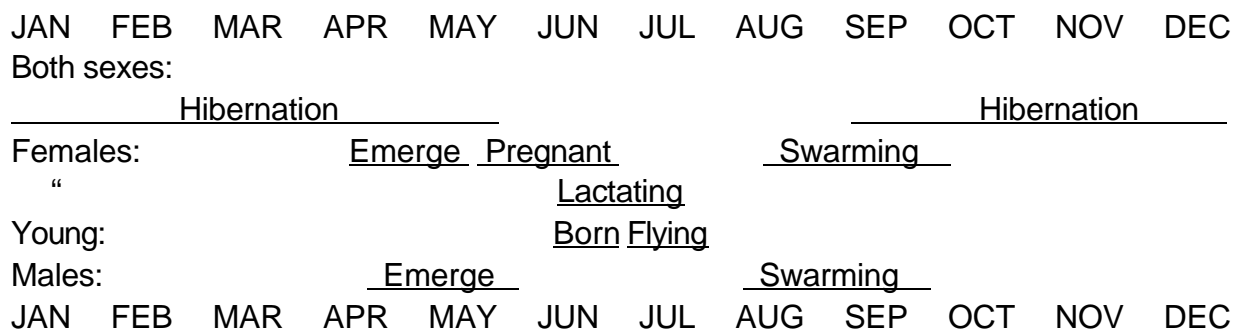 JAN FEB MAR APR MAY JUN JUL AUG SEP OCT NOV DEC
Both sexes:
Hibernation Hibernation
Females: Emerge Pregnant Swarming
“ Lactating
Young: Born Flying
Males: Emerge Swarming
JAN FEB MAR APR MAY JUN JUL AUG SEP OCT NOV DEC